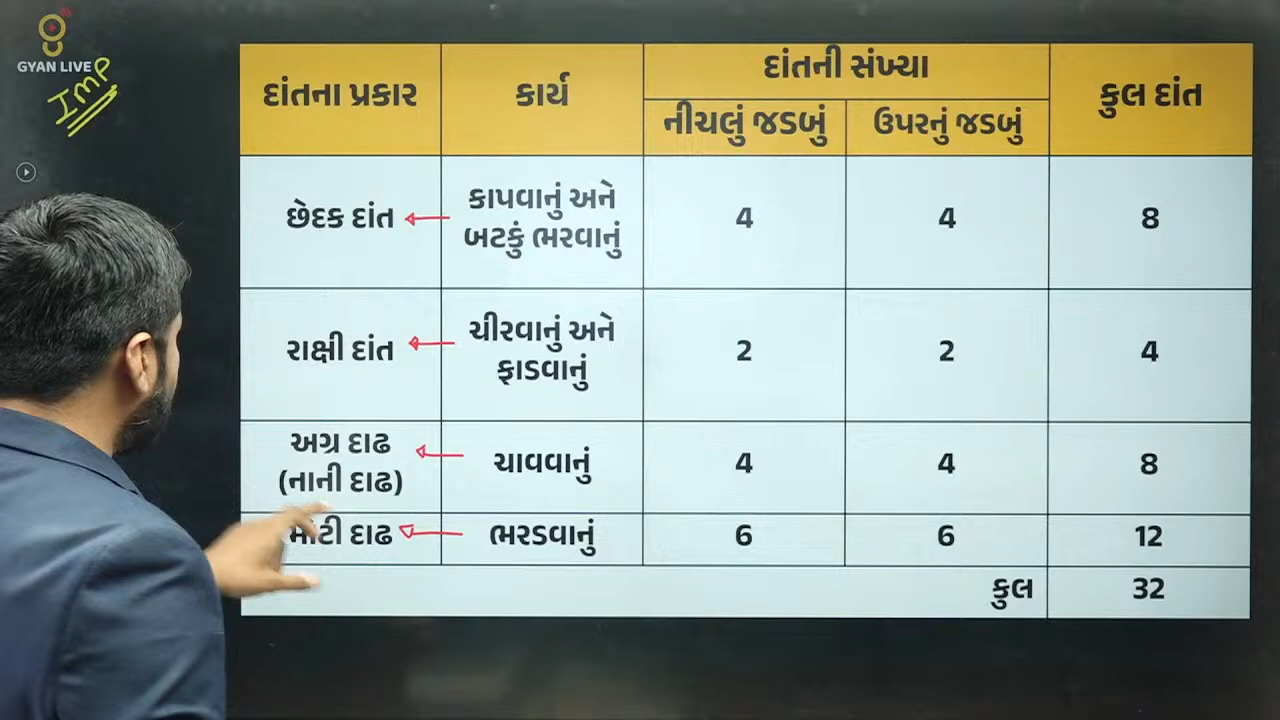 GYAN LIVE
IMP
દાંતના પ્રકાર
કાર્ય
દાંતની સંખ્યા
કુલ દાંત
નીચલું જડબું
ઉપરનું જડબું
છેદક દાંત
કાપવાનું અને
બટકું ભરવાનું
4
4
8
રાક્ષી દાંત
ચીરવાનું અને
ફાડવાનું
2
2
4
અગ્ર દાઢ
(નાની દાઢ)
ચાવવાનું
4
4
8
મોટી દાઢ
ભરડવાનું
6
6
12
કુલ
32